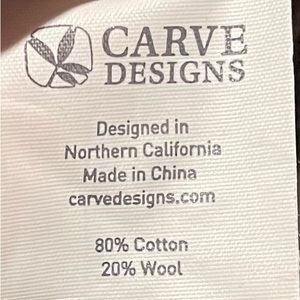 CARVE
DESIGNS
Designed in
Northern California
Made in China
carvedesigns.com
80% Cotton
20% Wool